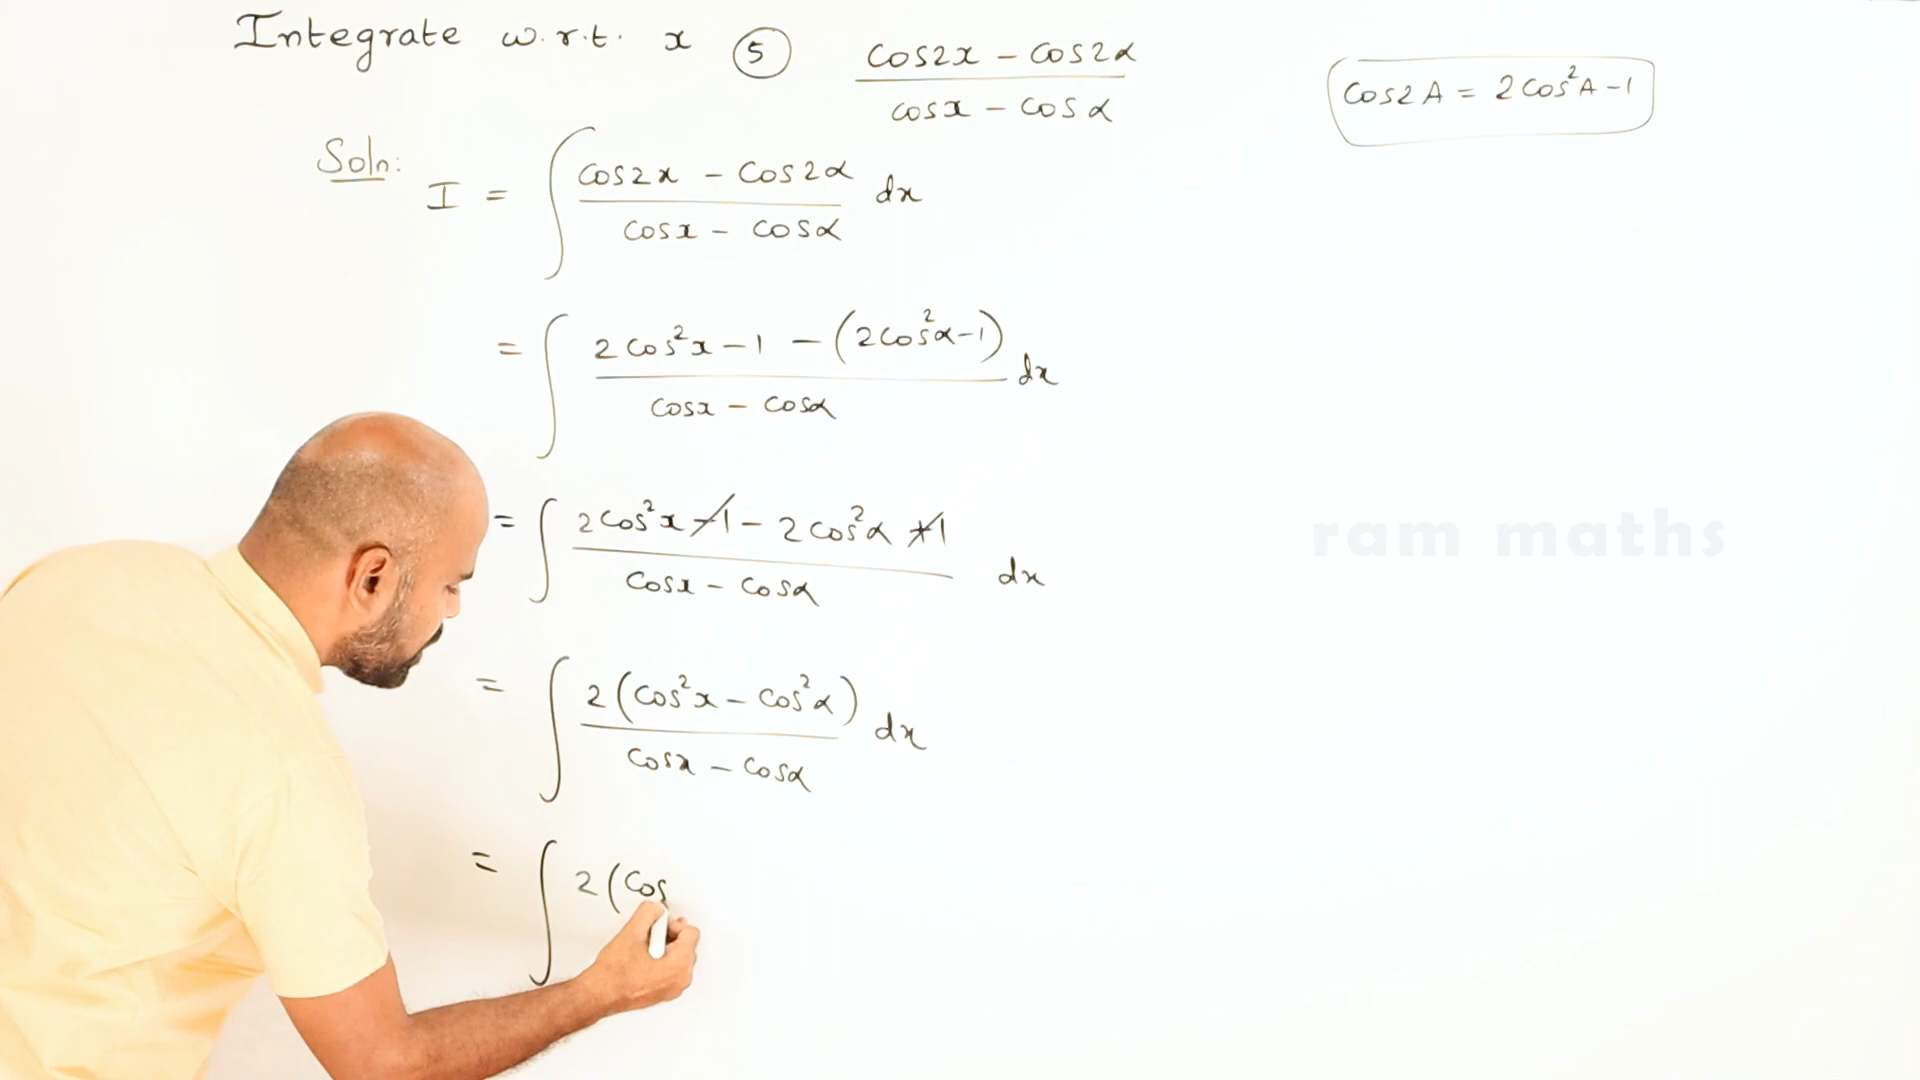 Integrate w.r.t. x ⑤ cos2x - cos2α / cosx - cosα
cos2A = 2cos²A - 1
Soln: I = ∫ cos2x - cos2α / cosx - cosα dx
= ∫ 2cos²x - 1 - (2cos²α - 1) / cosx - cosα dx
= ∫ 2cos²x - 1 - 2cos²α + 1 / cosx - cosα dx
= ∫ 2(cos²x - cos²α) / cosx - cosα dx
= ∫ 2(cos
ram maths